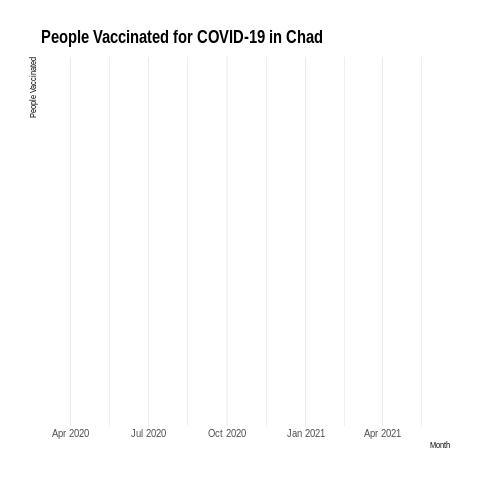 People Vaccinated for COVID-19 in Chad
People Vaccinated
Apr 2020 Jul 2020 Oct 2020 Jan 2021 Apr 2021
Month